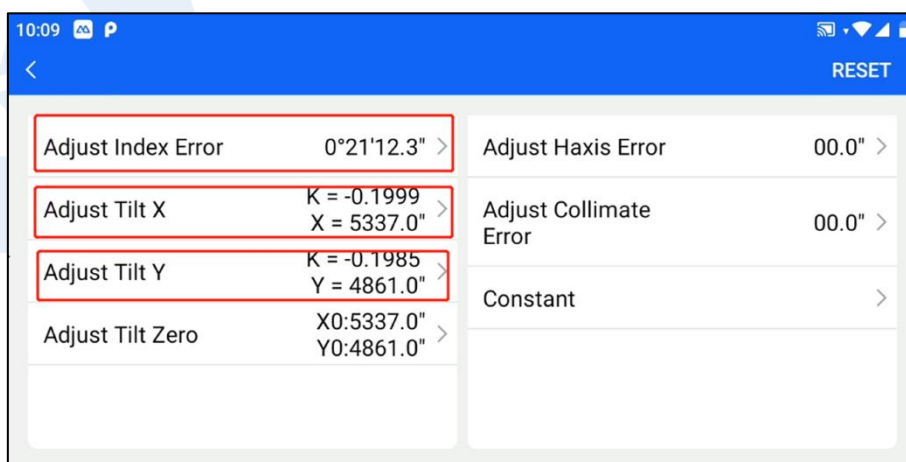 10:09
RESET
Adjust Index Error 0°21'12.3" >
Adjust Tilt X K = -0.1999
X = 5337.0" >
Adjust Tilt Y K = -0.1985
Y = 4861.0" >
Adjust Tilt Zero X0:5337.0"
Y0:4861.0" >
Adjust Haxis Error 00.0" >
Adjust Collimate
Error 00.0" >
Constant >